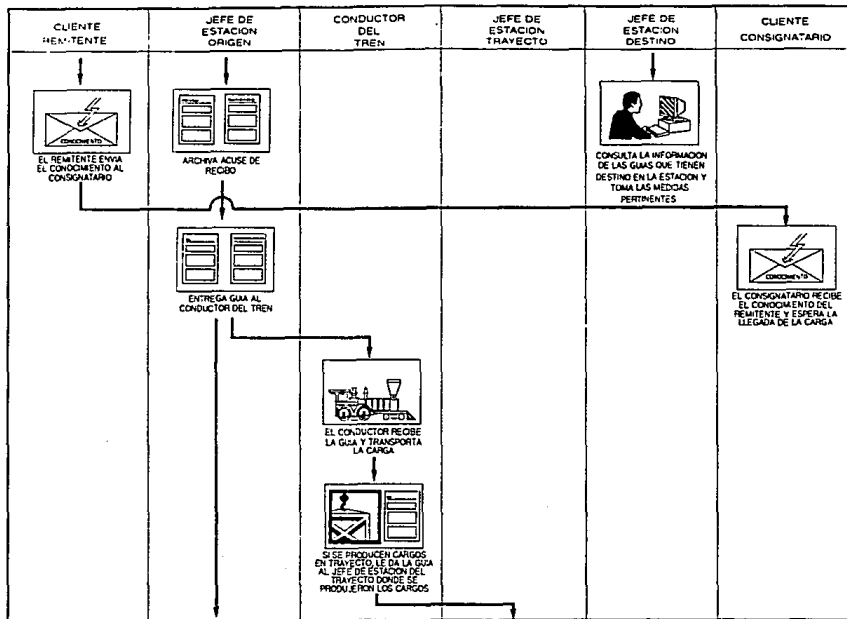 CLIENTE
REMITENTE
JEFE DE
ESTACION
ORIGEN
CONDUCTOR
DEL
TREN
JEFE DE
ESTACION
TRAYECTO
JEFE DE
ESTACION
DESTINO
CLIENTE
CONSIGNATARIO
CONOCIMIENTO
EL REMITENTE ENVIA
EL CONOCIMIENTO AL
CONSIGNATARIO
ARCHIVA ACUSE DE
RECIBO
CONSULTA LA INFORMACION
DE LAS GUIAS QUE TIENEN
DESTINO EN LA ESTACION Y
TOMA LAS MEDIDAS
PERTINENTES
ENTREGA GUIA AL
CONDUCTOR DEL TREN
CONOCIMIENTO
EL CONSIGNATARIO RECIBE
EL CONOCIMIENTO DEL
REMITENTE Y ESPERA LA
LLEGADA DE LA CARGA
EL CONDUCTOR RECIBE
LA GUIA Y TRANSPORTA
LA CARGA
SI SE PRODUCEN CARGOS
EN TRAYECTO, LE DA LA GUIA
AL JEFE DE ESTACION DEL
TRAYECTO DONDE SE
PRODUJERON LOS CARGOS